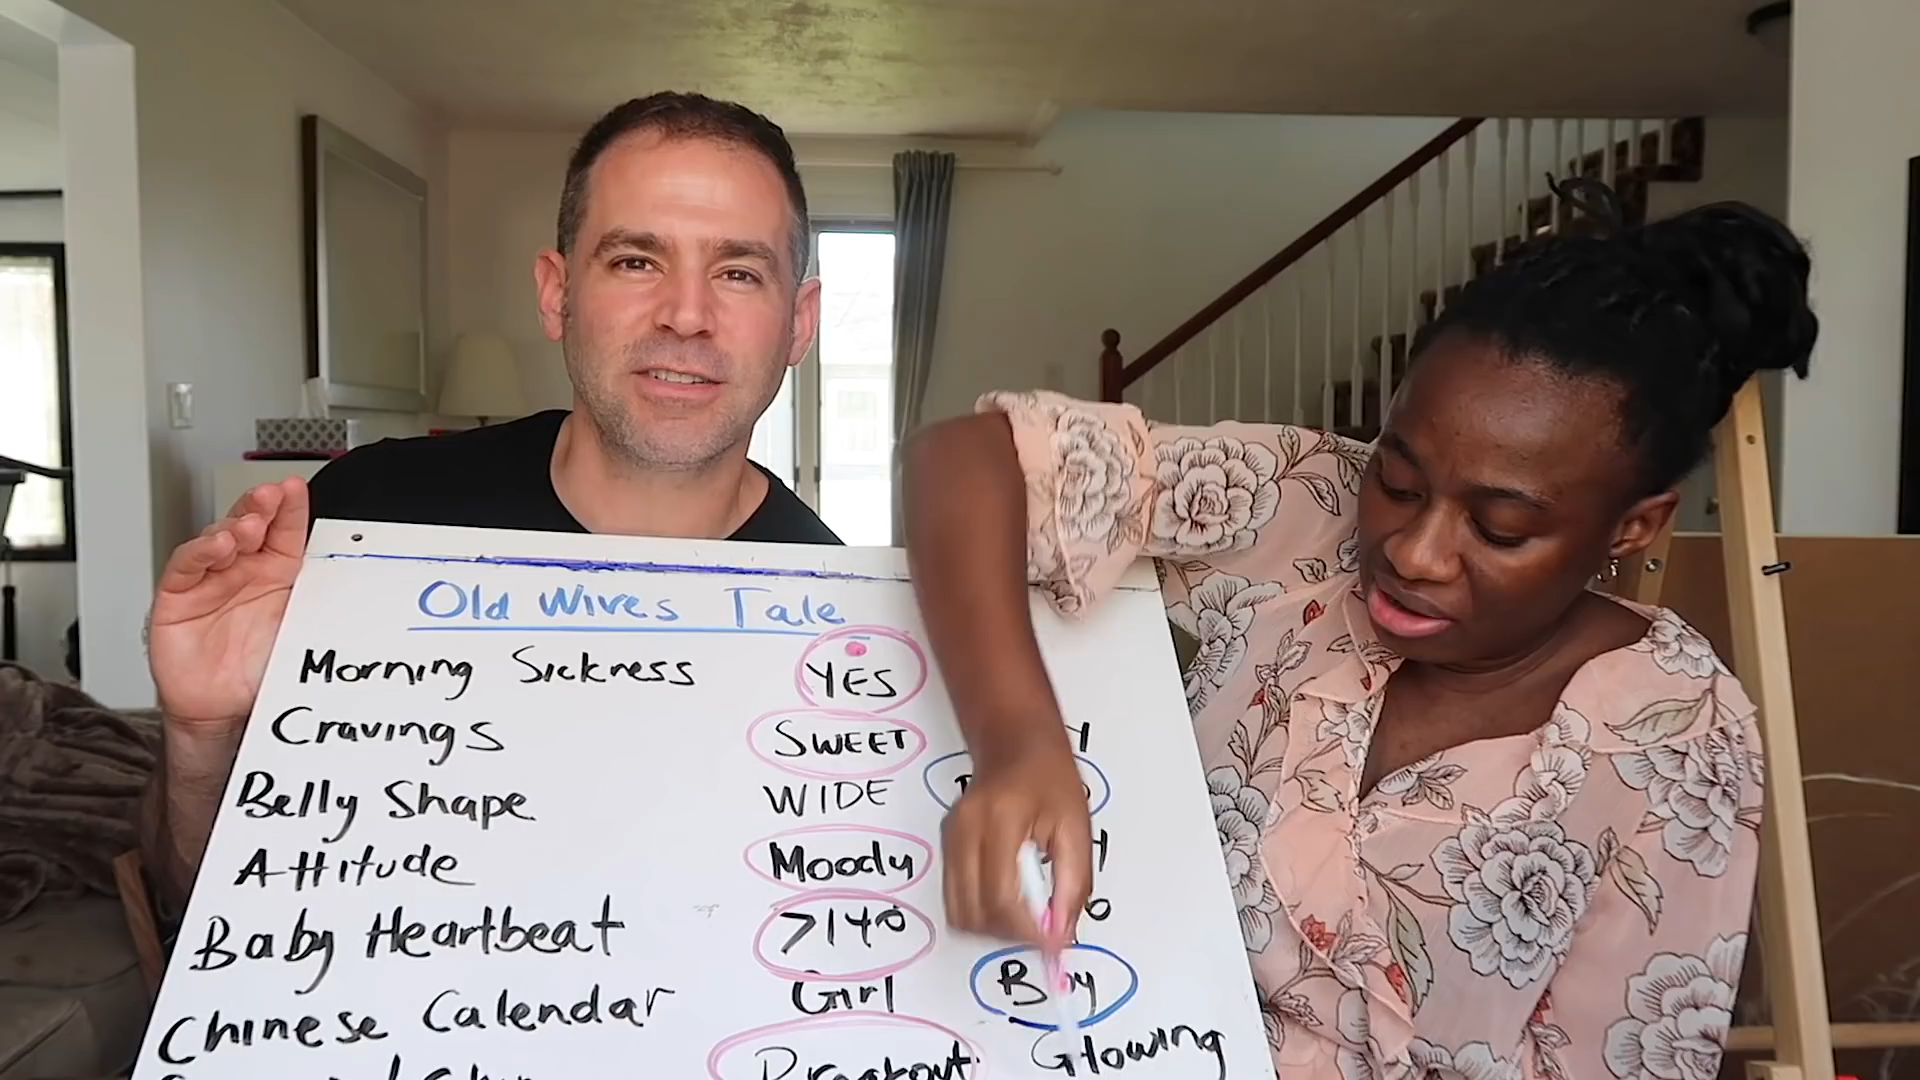 Old Wives Tale
Morning Sickness YES
Cravings SWEET
Belly Shape WIDE
Attitude Moody
Baby Heartbeat >140
Chinese Calendar Girl Boy
Breakout Glowing